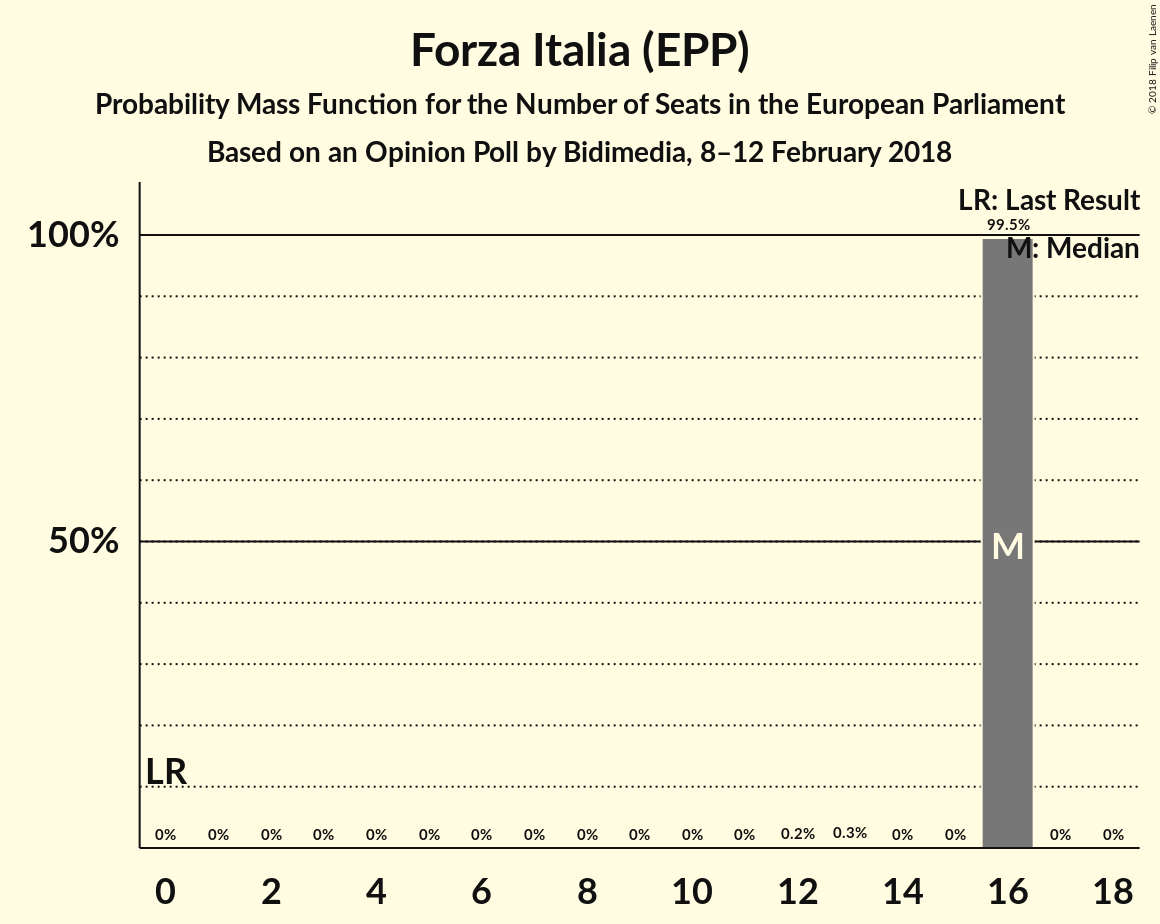 Forza Italia (EPP)
Probability Mass Function for the Number of Seats in the European Parliament
Based on an Opinion Poll by Bidimedia, 8–12 February 2018
© 2018 Filip van Laenen
LR: Last Result
M: Median
100%
50%
99.5%
M
LR
0% 0% 0% 0% 0% 0% 0% 0% 0% 0% 0% 0% 0.2% 0.3% 0% 0% 0% 0%
0 2 4 6 8 10 12 14 16 18